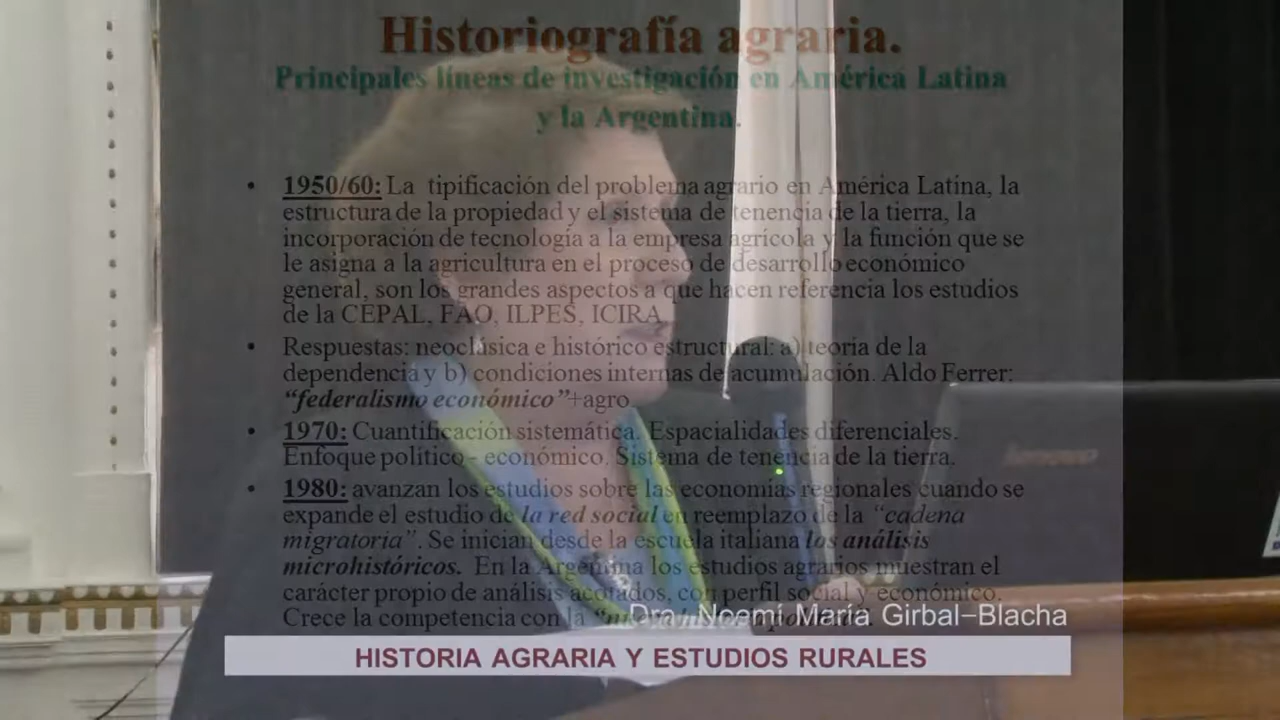 Historiografía agraria.
Principales líneas de investigación en América Latina
y la Argentina.
• 1950/60: La tipificación del problema agrario en América Latina, la
estructura de la propiedad y el sistema de tenencia de la tierra, la
incorporación de tecnología a la empresa agrícola y la función que se
le asigna a la agricultura en el proceso de desarrollo económico
general, son los grandes aspectos a que hacen referencia los estudios
de la CEPAL, FAO, ILPES, ICIRA.
• Respuestas: neoclásica e histórico estructural: a) teoría de la
dependencia y b) condiciones internas de acumulación. Aldo Ferrer:
“federalismo económico”+agro
• 1970: Cuantificación sistemática. Espacialidades diferenciales.
Enfoque político - económico. Sistema de tenencia de la tierra.
• 1980: avanzan los estudios sobre las economías regionales cuando se
expande el estudio de la red social en reemplazo de la “cadena
migratoria”. Se inician desde la escuela italiana los análisis
microhistóricos. En la Argentina los estudios agrarios muestran el
carácter propio de análisis acotados, con perfil social y económico.
Crece la competencia con la
Dra. Noemí María Girbal-Blacha
HISTORIA AGRARIA Y ESTUDIOS RURALES
lenovo